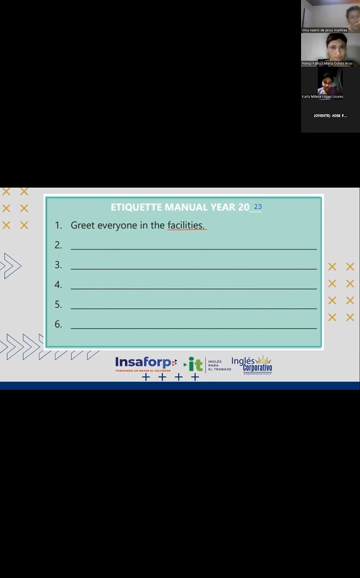 ETIQUETTE MANUAL YEAR 20 23
1. Greet everyone in the facilities.
2.
3.
4.
5.
6.
Insaforp
it
INGLÉS
PARA
EL TRABAJO
Inglés
Corporativo